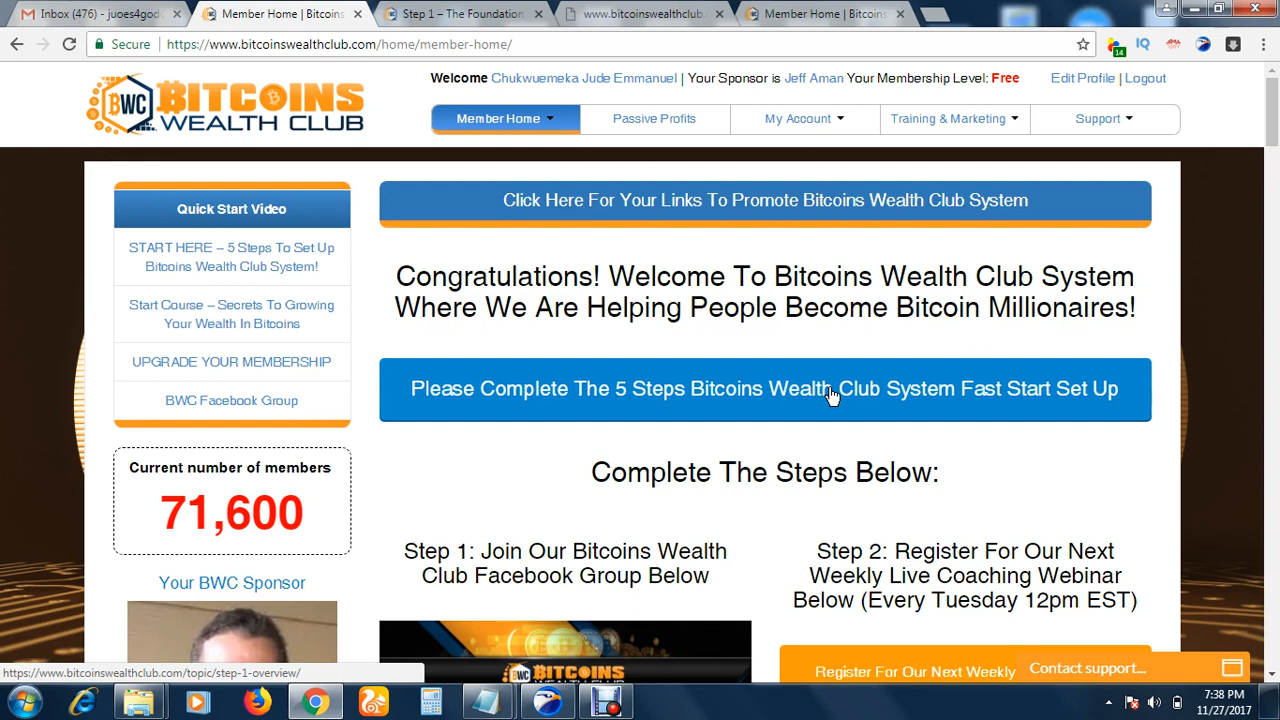 Inbox (476) - juoes4god
Member Home | Bitcoins
Step 1 – The Foundation
www.bitcoinswealthclub.
Member Home | Bitcoins
Secure
https://www.bitcoinswealthclub.com/home/member-home/
14
IQ
BWC BITCOINS
WEALTH CLUB
Welcome Chukwuemeka Jude Emmanuel | Your Sponsor is Jeff Aman Your Membership Level: Free
Edit Profile | Logout
Member Home
Passive Profits
My Account
Training & Marketing
Support
Quick Start Video
START HERE – 5 Steps To Set Up
Bitcoins Wealth Club System!
Start Course – Secrets To Growing
Your Wealth In Bitcoins
UPGRADE YOUR MEMBERSHIP
BWC Facebook Group
Current number of members
71,600
Your BWC Sponsor
Click Here For Your Links To Promote Bitcoins Wealth Club System
Congratulations! Welcome To Bitcoins Wealth Club System
Where We Are Helping People Become Bitcoin Millionaires!
Please Complete The 5 Steps Bitcoins Wealth Club System Fast Start Set Up
Complete The Steps Below:
Step 1: Join Our Bitcoins Wealth
Club Facebook Group Below
Step 2: Register For Our Next
Weekly Live Coaching Webinar
Below (Every Tuesday 12pm EST)
BWC BITCOINS
Register For Our Next Weekly
Contact support...
https://www.bitcoinswealthclub.com/topic/step-1-overview/
7:38 PM
11/27/2017